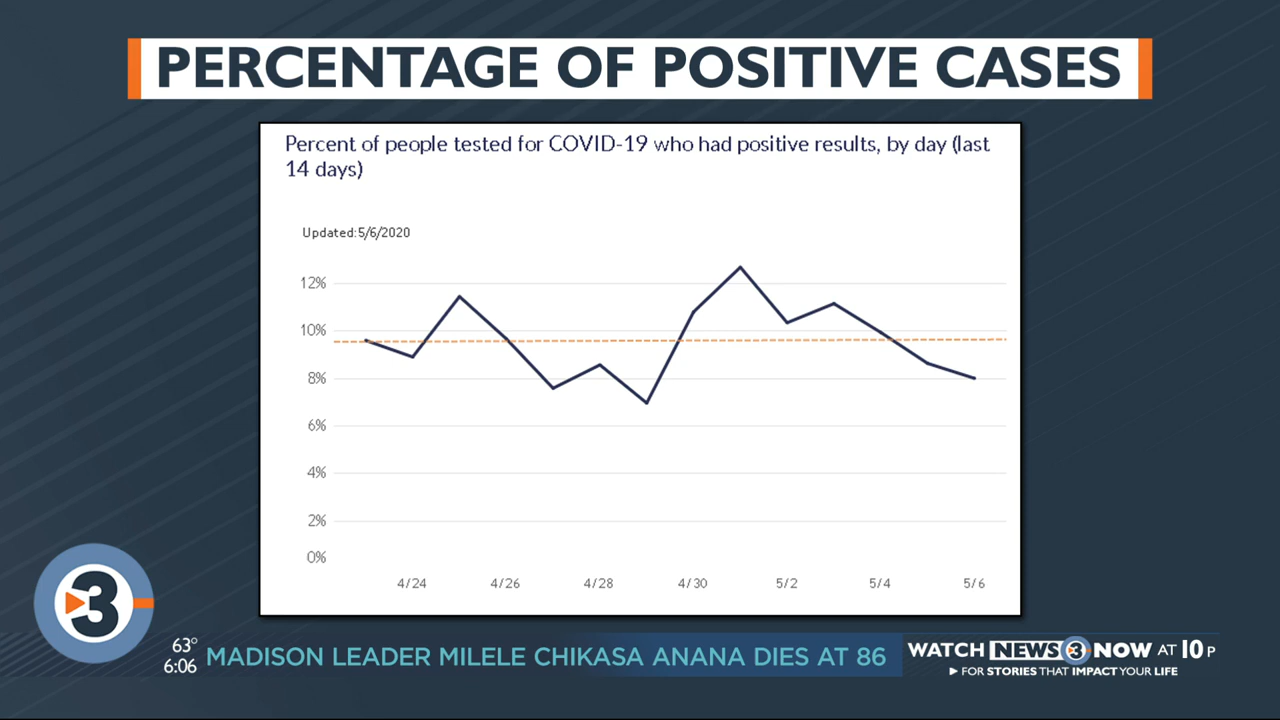 PERCENTAGE OF POSITIVE CASES
Percent of people tested for COVID-19 who had positive results, by day (last
14 days)
Updated:5/6/2020
12%
10%
8%
6%
4%
2%
0%
4/24 4/26 4/28 4/30 5/2 5/4 5/6
3
63°
6:06
MADISON LEADER MILELE CHIKASA ANANA DIES AT 86
WATCH NEWS 3 NOW AT 10 P
FOR STORIES THAT IMPACT YOUR LIFE